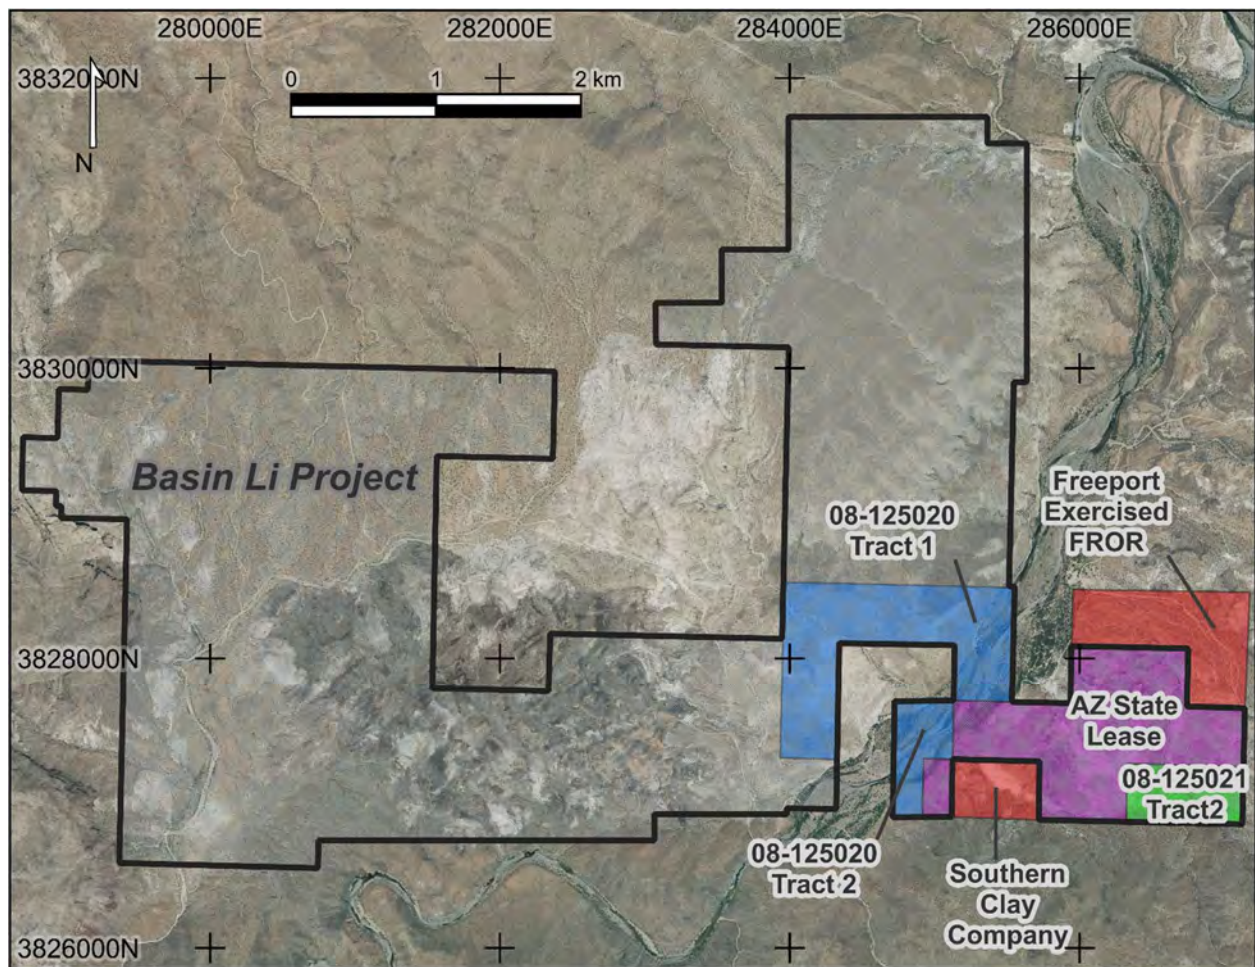 280000E
282000E
284000E
286000E
3832000N
0
1
2 km
N
3830000N
Basin Li Project
08-125020
Tract 1
Freeport
Exercised
FROR
3828000N
AZ State
Lease
08-125021
Tract2
08-125020
Tract 2
Southern
Clay
Company
3826000N